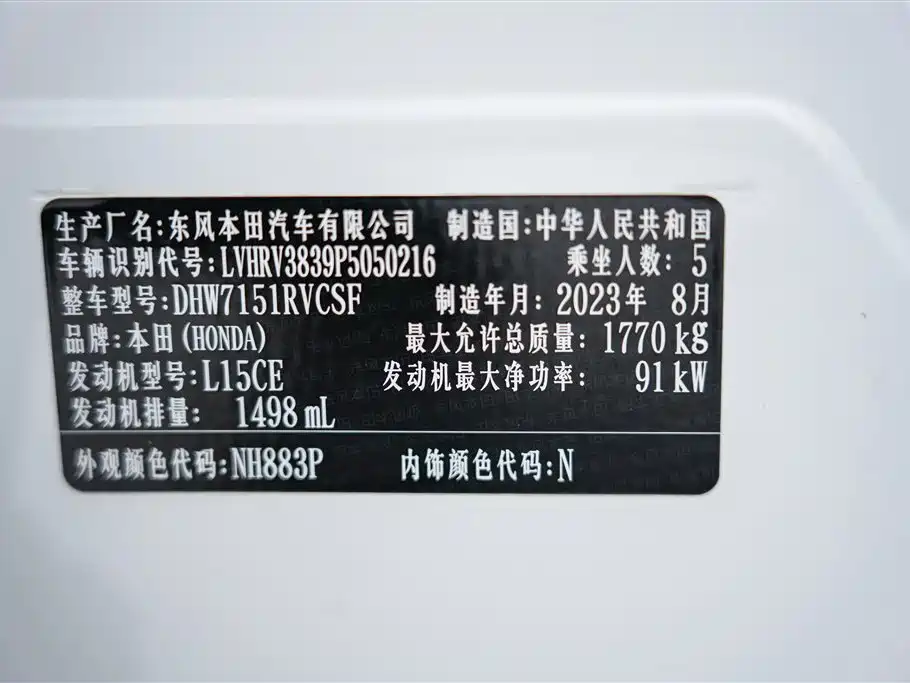 生产厂名:东风本田汽车有限公司 制造国:中华人民共和国
车辆识别代号:LVHRV3839P5050216 乘坐人数: 5
整车型号:DHW7151RVCSF 制造年月: 2023年 8月
品牌:本田(HONDA) 最大允许总质量: 1770 kg
发动机型号:L15CE 发动机最大净功率: 91 kW
发动机排量: 1498 mL
外观颜色代码:NH883P 内饰颜色代码:N